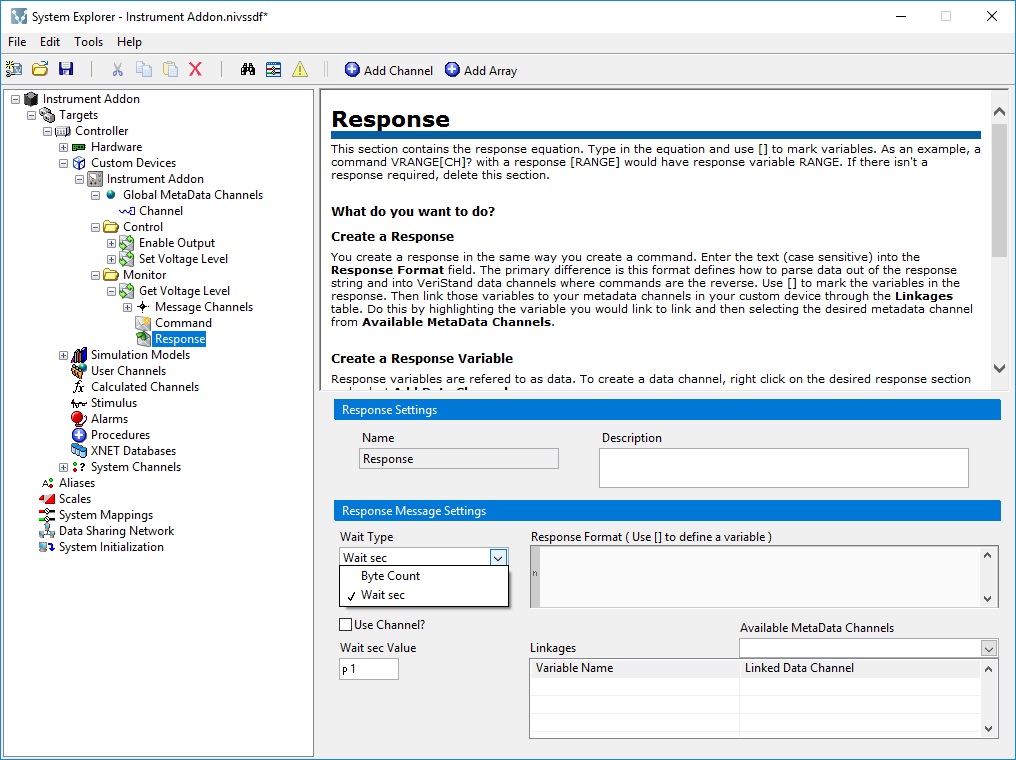 System Explorer - Instrument Addon.nivssdf*
File Edit Tools Help
Add Channel Add Array
Instrument Addon
Targets
Controller
Hardware
Custom Devices
Instrument Addon
Global MetaData Channels
Channel
Control
Enable Output
Set Voltage Level
Monitor
Get Voltage Level
Message Channels
Command
Response
Simulation Models
User Channels
Calculated Channels
Stimulus
Alarms
Procedures
XNET Databases
System Channels
Aliases
Scales
System Mappings
Data Sharing Network
System Initialization
Response
This section contains the response equation. Type in the equation and use [] to mark variables. As an example, a
command VRANGE[CH]? with a response [RANGE] would have response variable RANGE. If there isn't a
response required, delete this section.
What do you want to do?
Create a Response
You create a response in the same way you create a command. Enter the text (case sensitive) into the
Response Format field. The primary difference is this format defines how to parse data out of the response
string and into VeriStand data channels where commands are the reverse. Use [] to mark the variables in the
response. Then link those variables to your metadata channels in your custom device through the Linkages
table. Do this by highlighting the variable you would link to link and then selecting the desired metadata channel
from Available MetaData Channels.
Create a Response Variable
Response variables are refered to as data. To create a data channel, right click on the desired response section
Response Settings
Name Description
Response
Response Message Settings
Wait Type Response Format ( Use [] to define a variable )
Wait sec
Byte Count
n
✓ Wait sec
Use Channel?
Available MetaData Channels
Wait sec Value Linkages
p 1
Variable Name Linked Data Channel